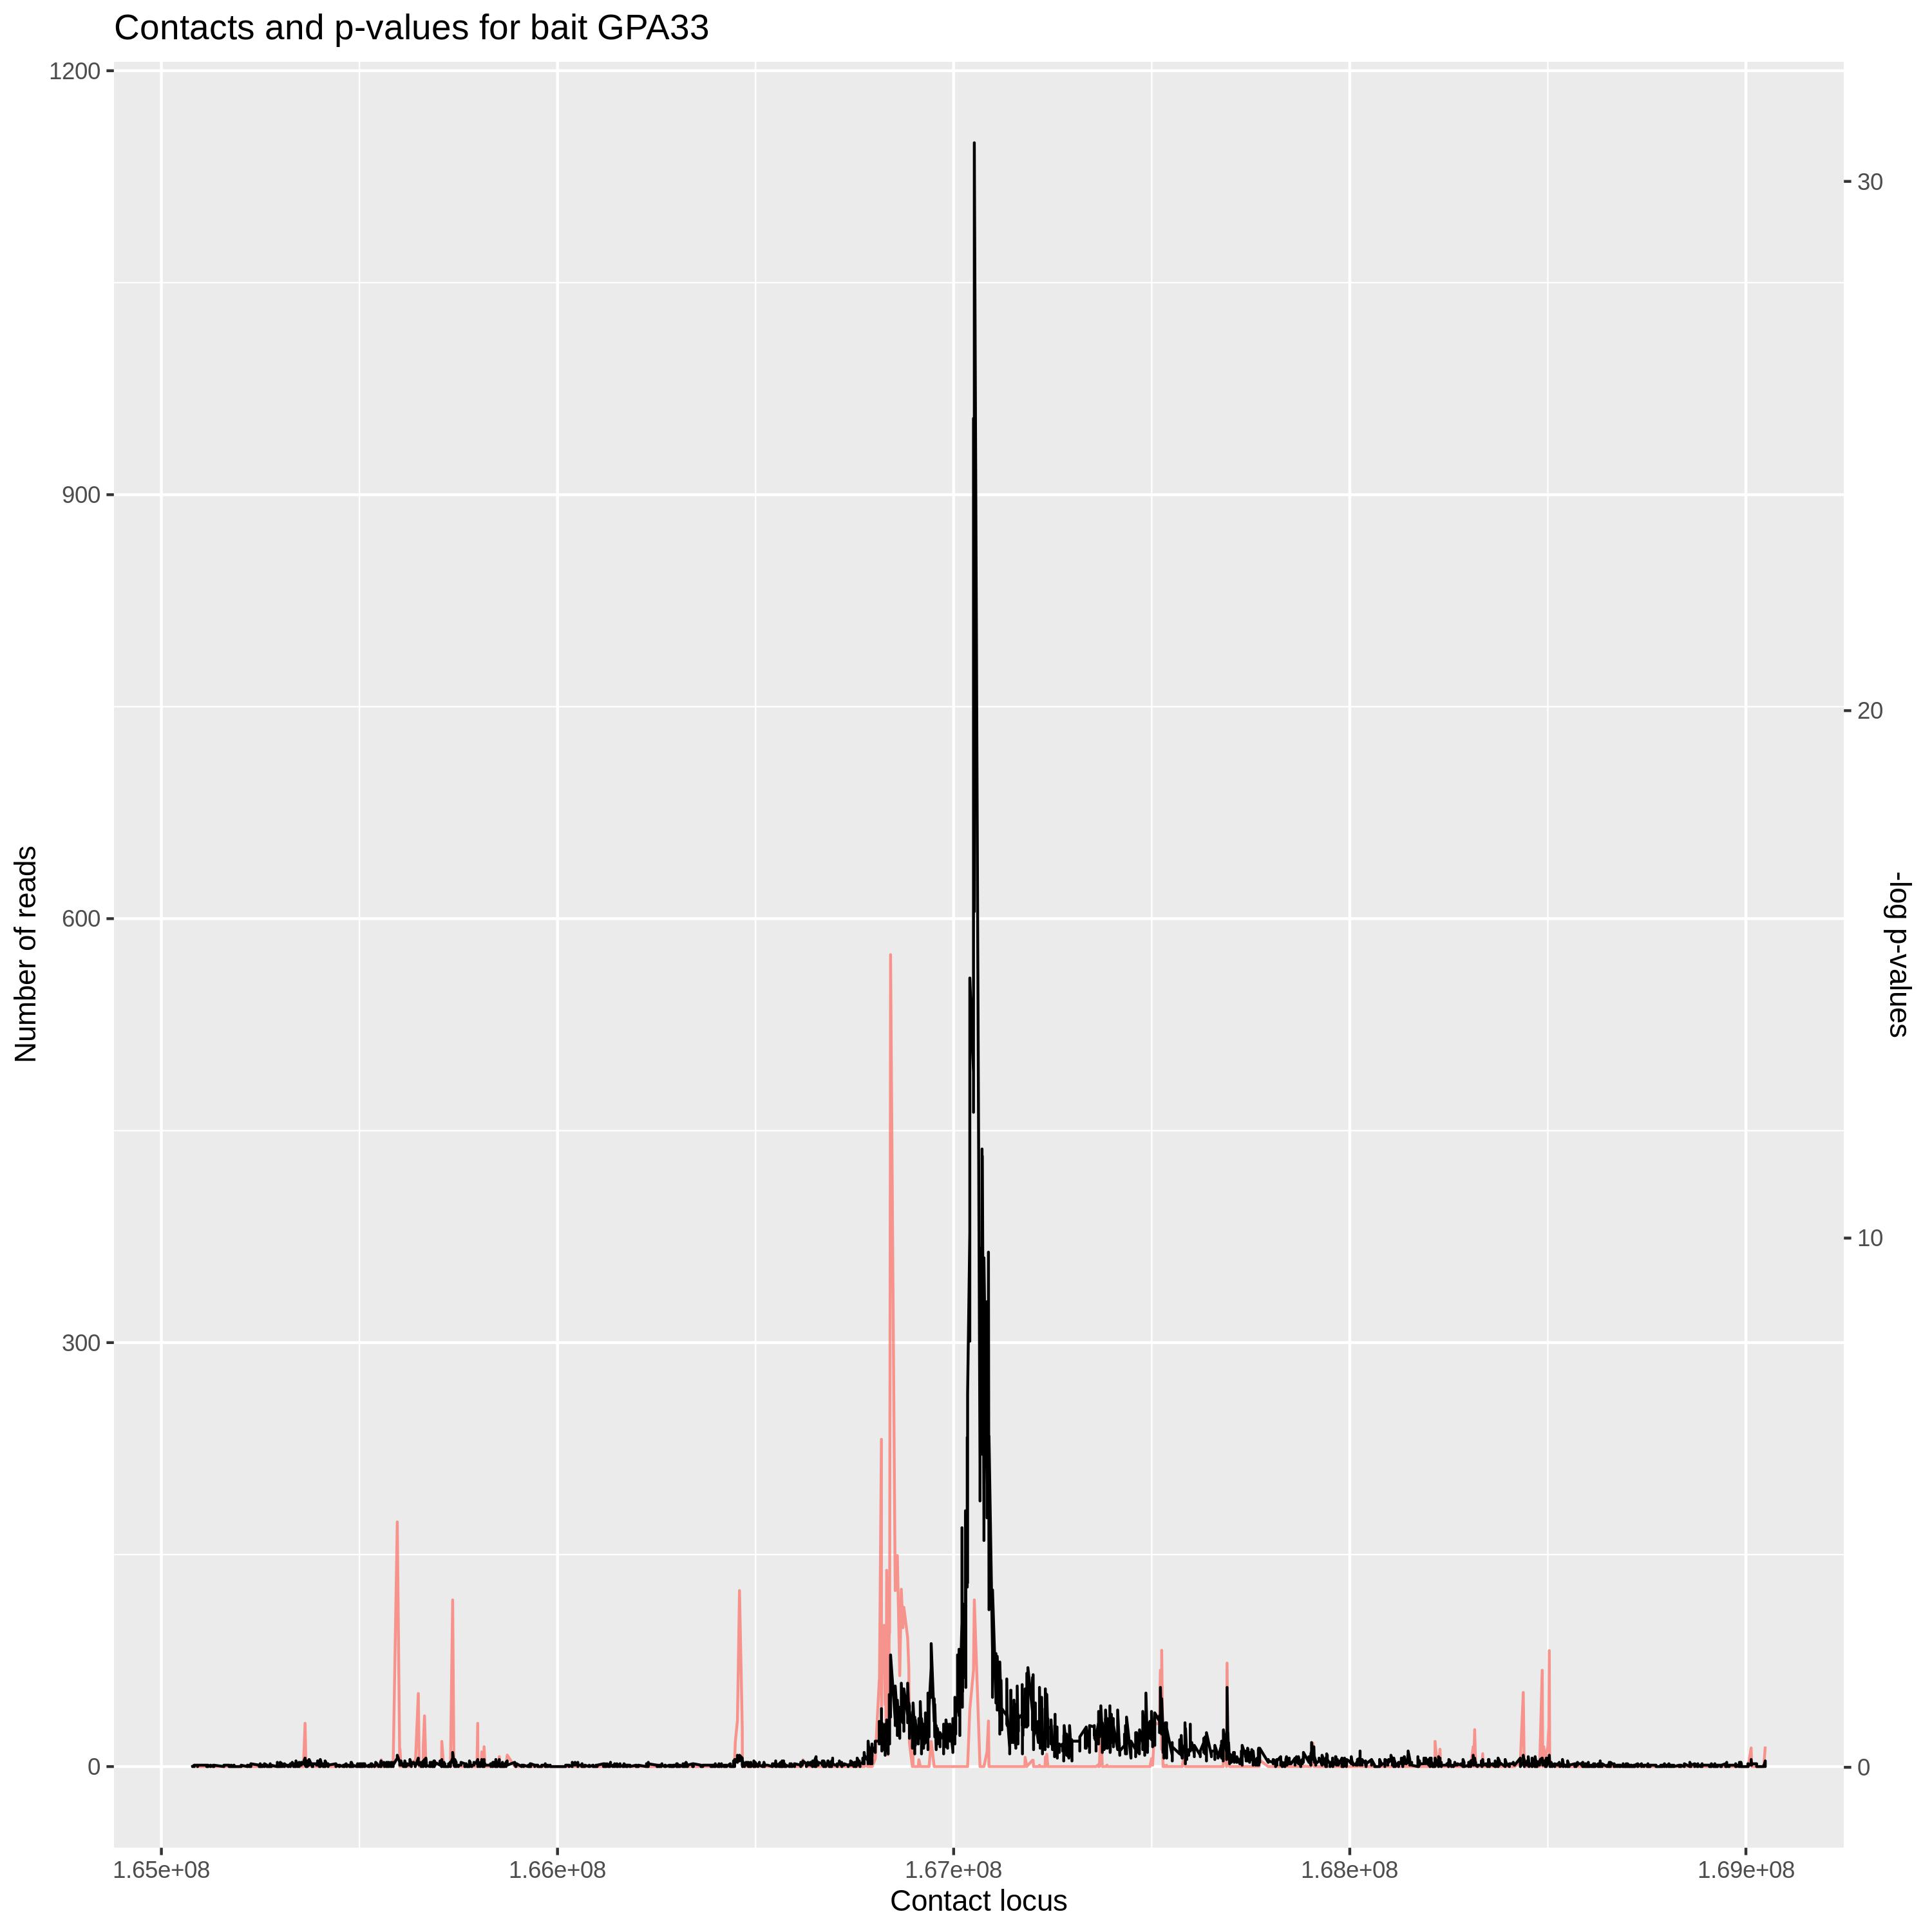 Contacts and p-values for bait GPA33
1200
900
600
300
0
Number of reads
30
20
10
0
-log p-values
1.65e+08
1.66e+08
1.67e+08
1.68e+08
1.69e+08
Contact locus